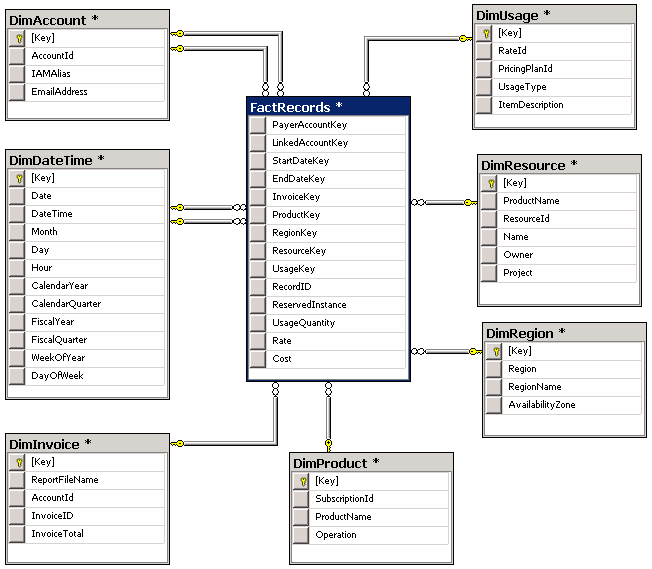 DimAccount *
[Key]
AccountId
IAMAlias
EmailAddress
DimUsage *
[Key]
RateId
PricingPlanId
UsageType
ItemDescription
FactRecords *
PayerAccountKey
LinkedAccountKey
StartDateKey
EndDateKey
InvoiceKey
ProductKey
RegionKey
ResourceKey
UsageKey
RecordID
ReservedInstance
UsageQuantity
Rate
Cost
DimDateTime *
[Key]
Date
DateTime
Month
Day
Hour
CalendarYear
CalendarQuarter
FiscalYear
FiscalQuarter
WeekOfYear
DayOfWeek
DimResource *
[Key]
ProductName
ResourceId
Name
Owner
Project
DimRegion *
[Key]
Region
RegionName
AvailabilityZone
DimInvoice *
[Key]
ReportFileName
AccountId
InvoiceID
InvoiceTotal
DimProduct *
[Key]
SubscriptionId
ProductName
Operation